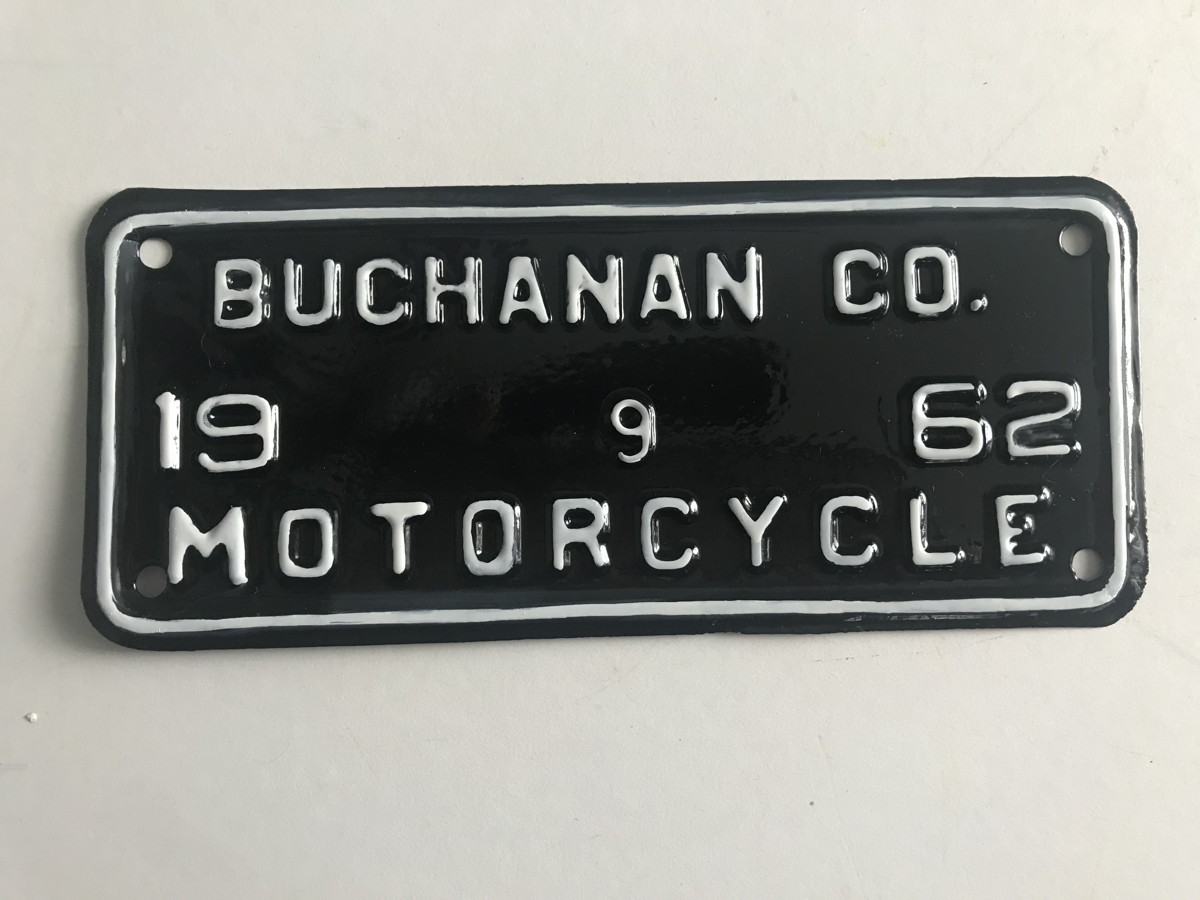 BUCHANAN CO.
19 9 62
MOTORCYCLE